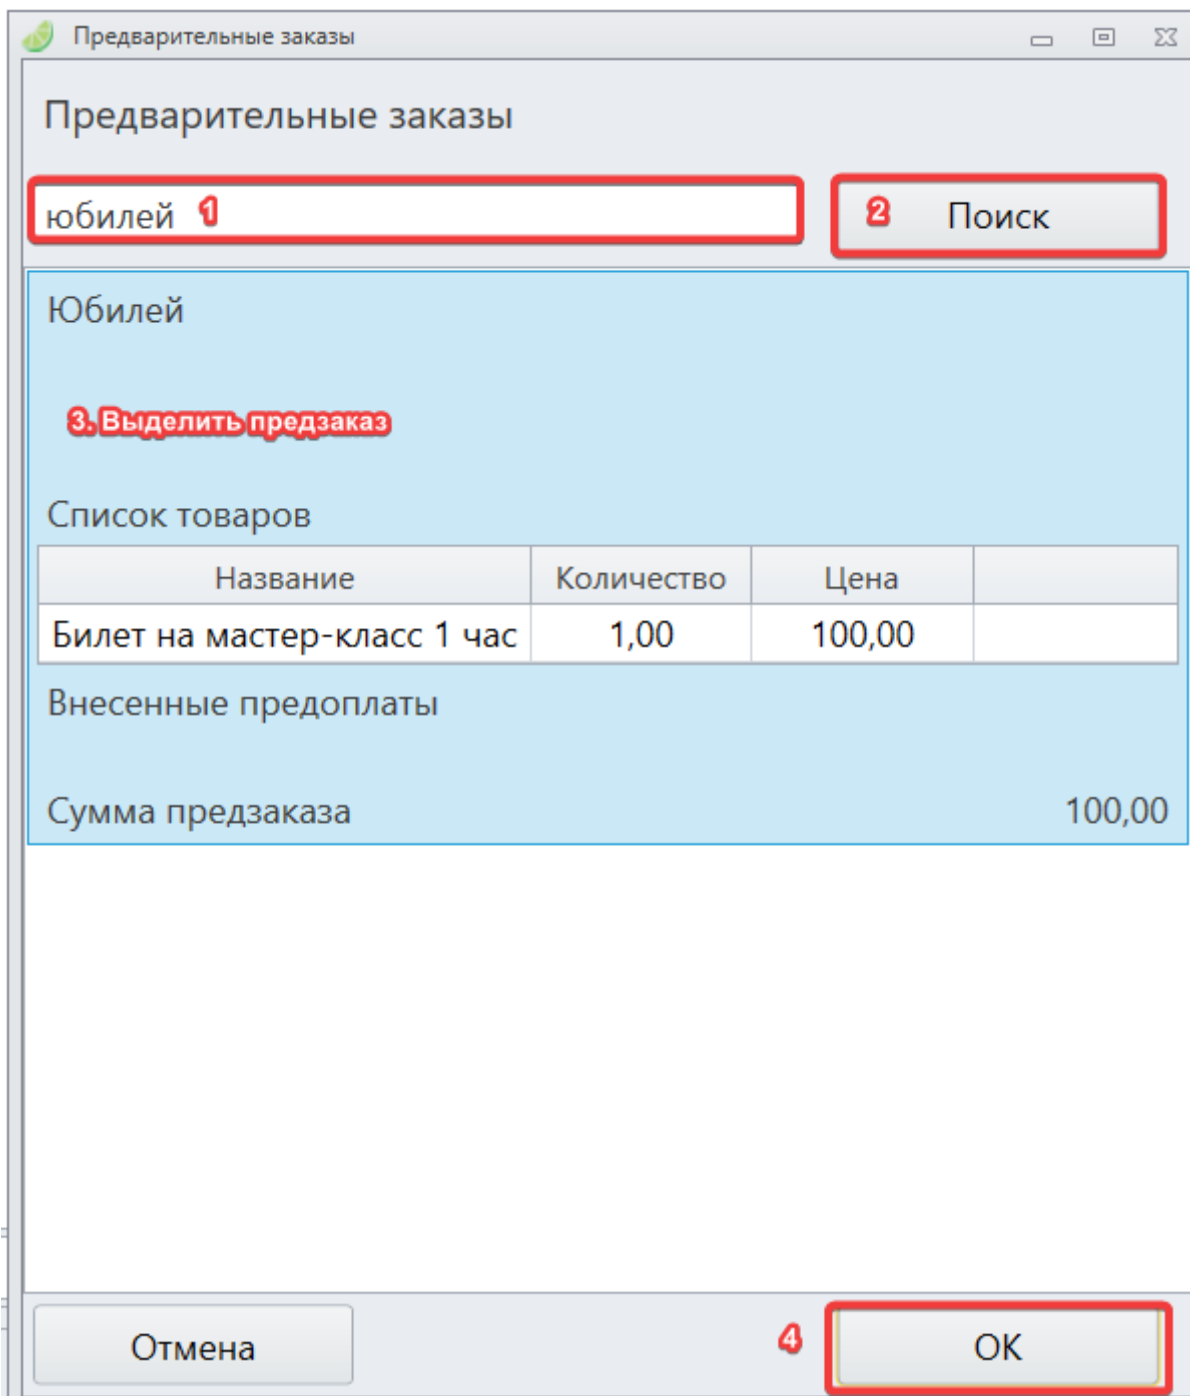 Предварительные заказы
Предварительные заказы
юбилей 1
2 Поиск
Юбилей
3. Выделить предзаказ
Список товаров
Название Количество Цена
Билет на мастер-класс 1 час 1,00 100,00
Внесенные предоплаты
Сумма предзаказа 100,00
Отмена 4 ОК